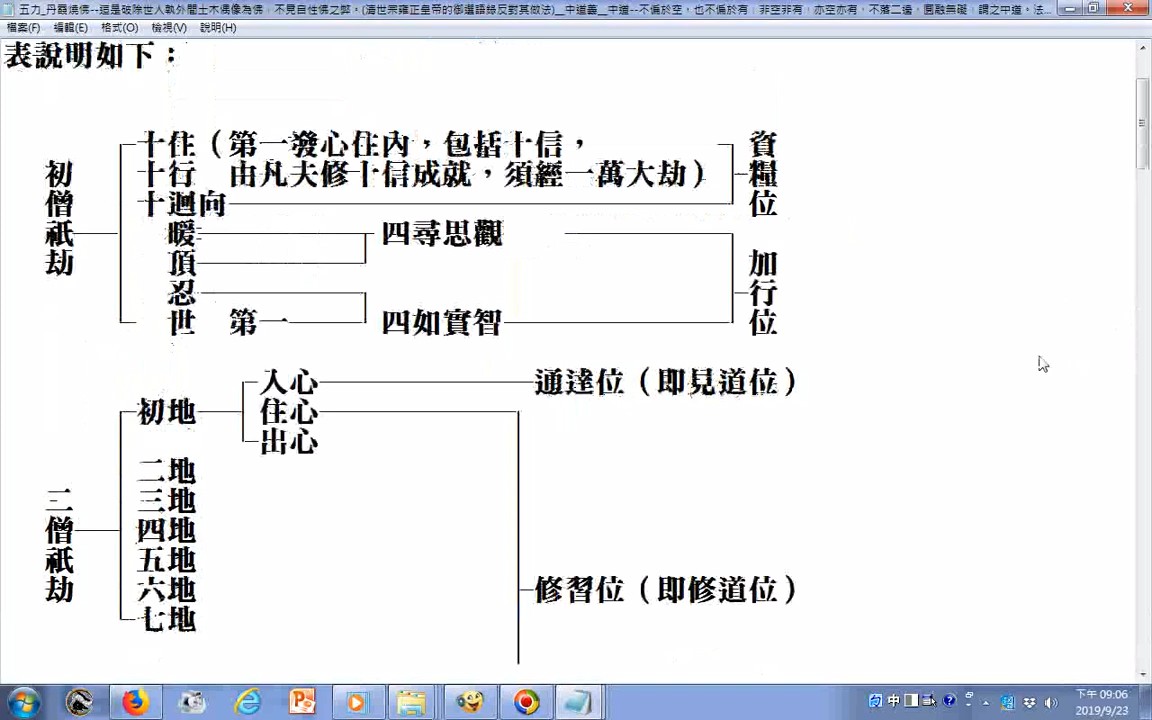 五力_丹霸燒佛--這是破除世人執外間土木偶像為佛，不見自性佛之弊。(清世宗雍正皇帝的御選語錄反對其做法)__中道義__中道--不偏於空，也不偏於有；非空非有，亦空亦有，不落二邊，圓融無礙，謂之中道。法...
檔案(F) 編輯(E) 格式(O) 檢視(V) 說明(H)
表說明如下：
初僧祇劫
十住（第一發心住內，包括十信，
十行 由凡夫修十信成就，須經一萬大劫）
十迴向
資糧位
暖
頂
四尋思觀
忍
世 第一
四如實智
加行位
二僧祇劫
初地
入心
住心
出心
通達位（即見道位）
二地
三地
四地
五地
六地
七地
修習位（即修道位）
中
下午 09:06
2019/9/23